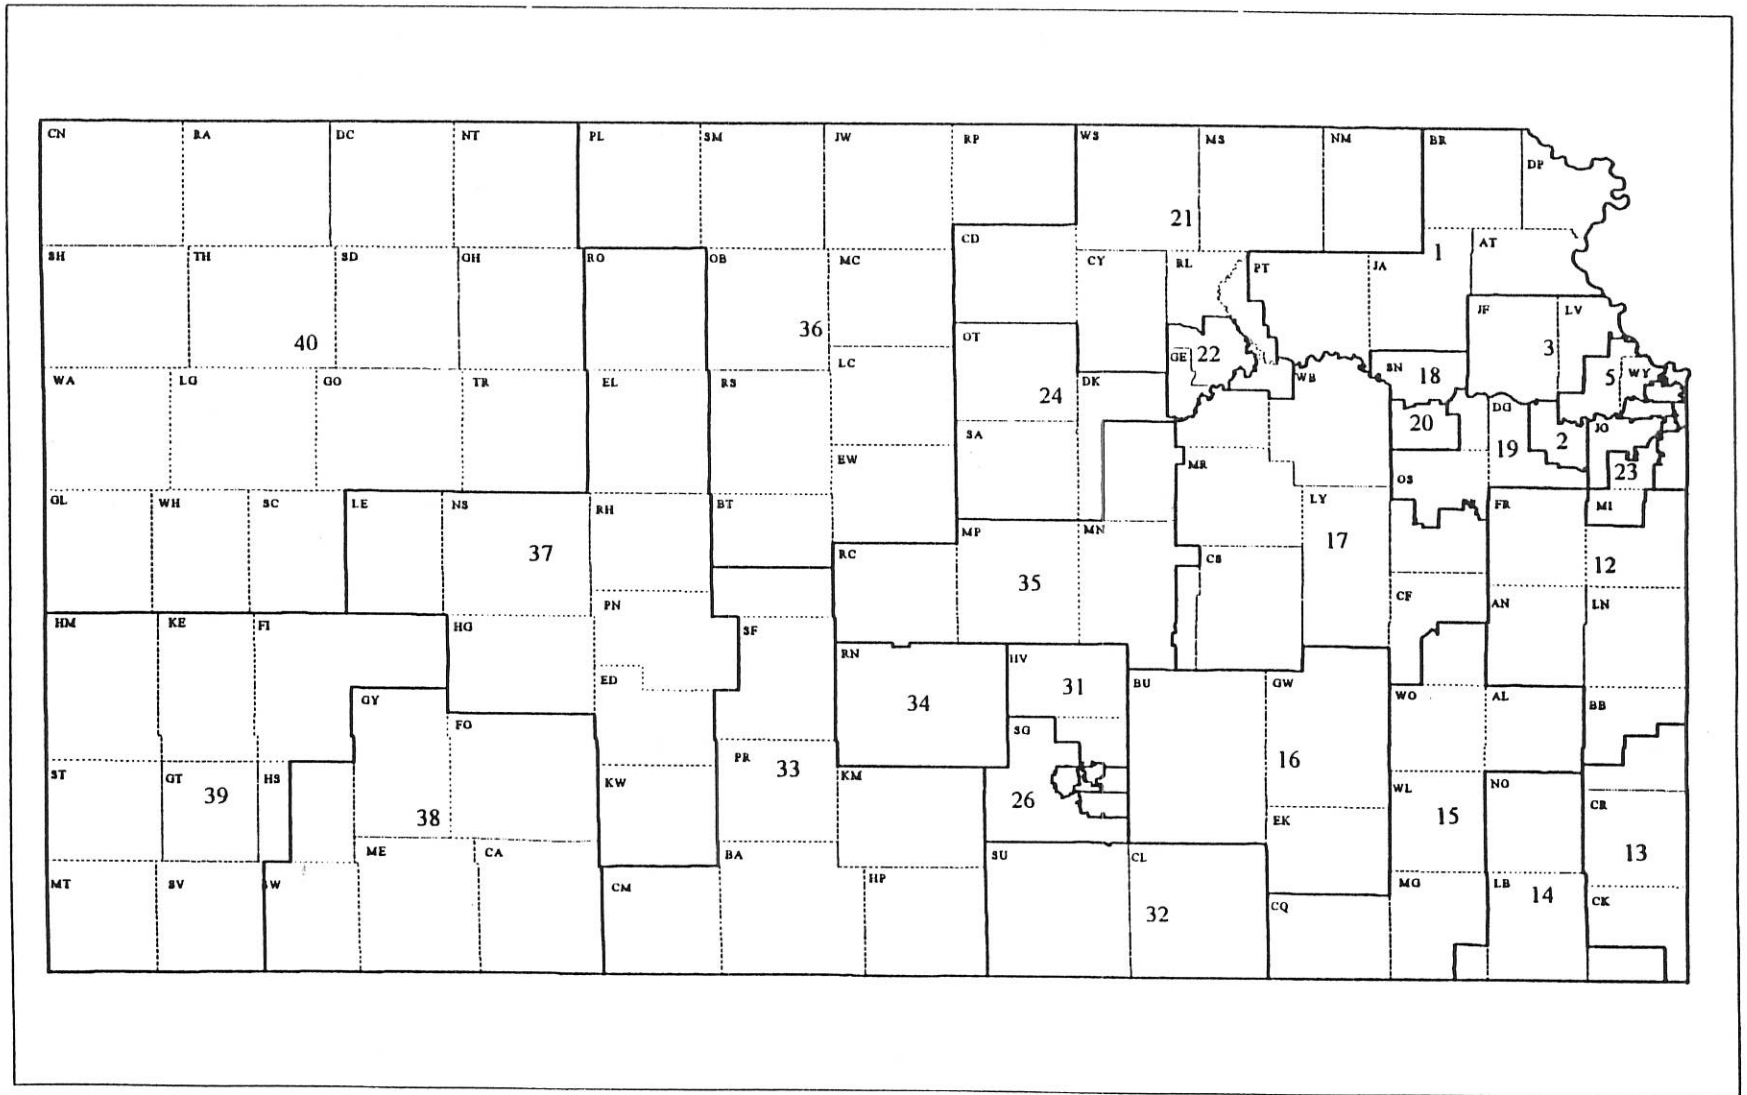 CN RA DC NT PL SM JW RP WS MS NM BR
DP
21
CD AT
SH TH SD GH RO OB MC CY RL PT JA 1
JF LV
40 36 OT 3
LC GE 22 SN 18 5 WY
WA LG GO TR EL RS DK WB
24 20 DG JO
SA 2
EW MR 19 23
OS
GL WH SC LE NS RH BT LY FR MI
MP MN
37 RC CS 17
35 12
PN CF AN LN
HM KE FI HG SF
RN HV
ED BU GW
31
GY WO AL BB
34
FO SG
PR 33 16
ST GT HS KW KM NO
39 26 WL CR
38 EK 15
ME CA BA SU CL 13
MT SV SW CM HP MG LB 14
CK
32 CQ